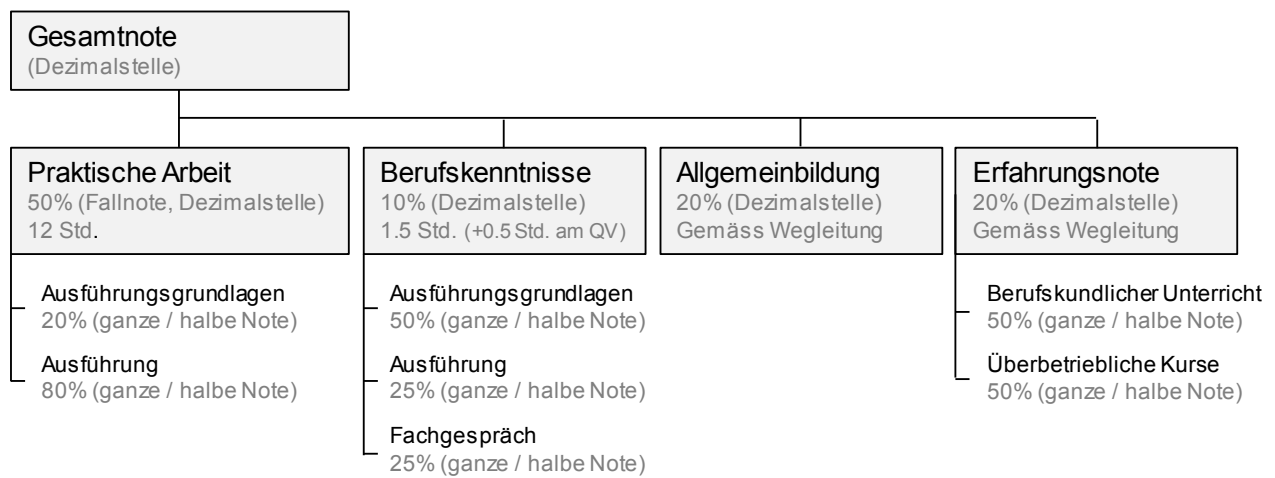 Gesamtnote
(Dezimalstelle)
Praktische Arbeit
50% (Fallnote, Dezimalstelle)
12 Std.
Ausführungsgrundlagen
20% (ganze / halbe Note)
Ausführung
80% (ganze / halbe Note)
Berufskenntnisse
10% (Dezimalstelle)
1.5 Std. (+0.5 Std. am QV)
Ausführungsgrundlagen
50% (ganze / halbe Note)
Ausführung
25% (ganze / halbe Note)
Fachgespräch
25% (ganze / halbe Note)
Allgemeinbildung
20% (Dezimalstelle)
Gemäss Wegleitung
Erfahrungsnote
20% (Dezimalstelle)
Gemäss Wegleitung
Berufskundlicher Unterricht
50% (ganze / halbe Note)
Überbetriebliche Kurse
50% (ganze / halbe Note)